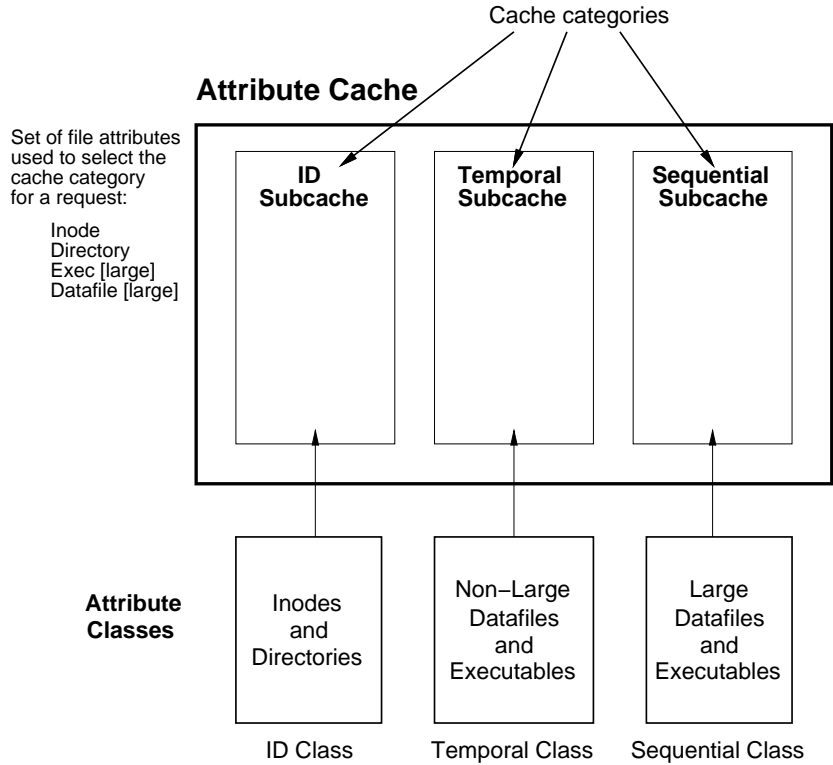 Cache categories
Attribute Cache
Set of file attributes
used to select the
cache category
for a request:
Inode
Directory
Exec [large]
Datafile [large]
ID
Subcache
Temporal
Subcache
Sequential
Subcache
Attribute
Classes
Inodes
and
Directories
Non−Large
Datafiles
and
Executables
Large
Datafiles
and
Executables
ID Class
Temporal Class
Sequential Class